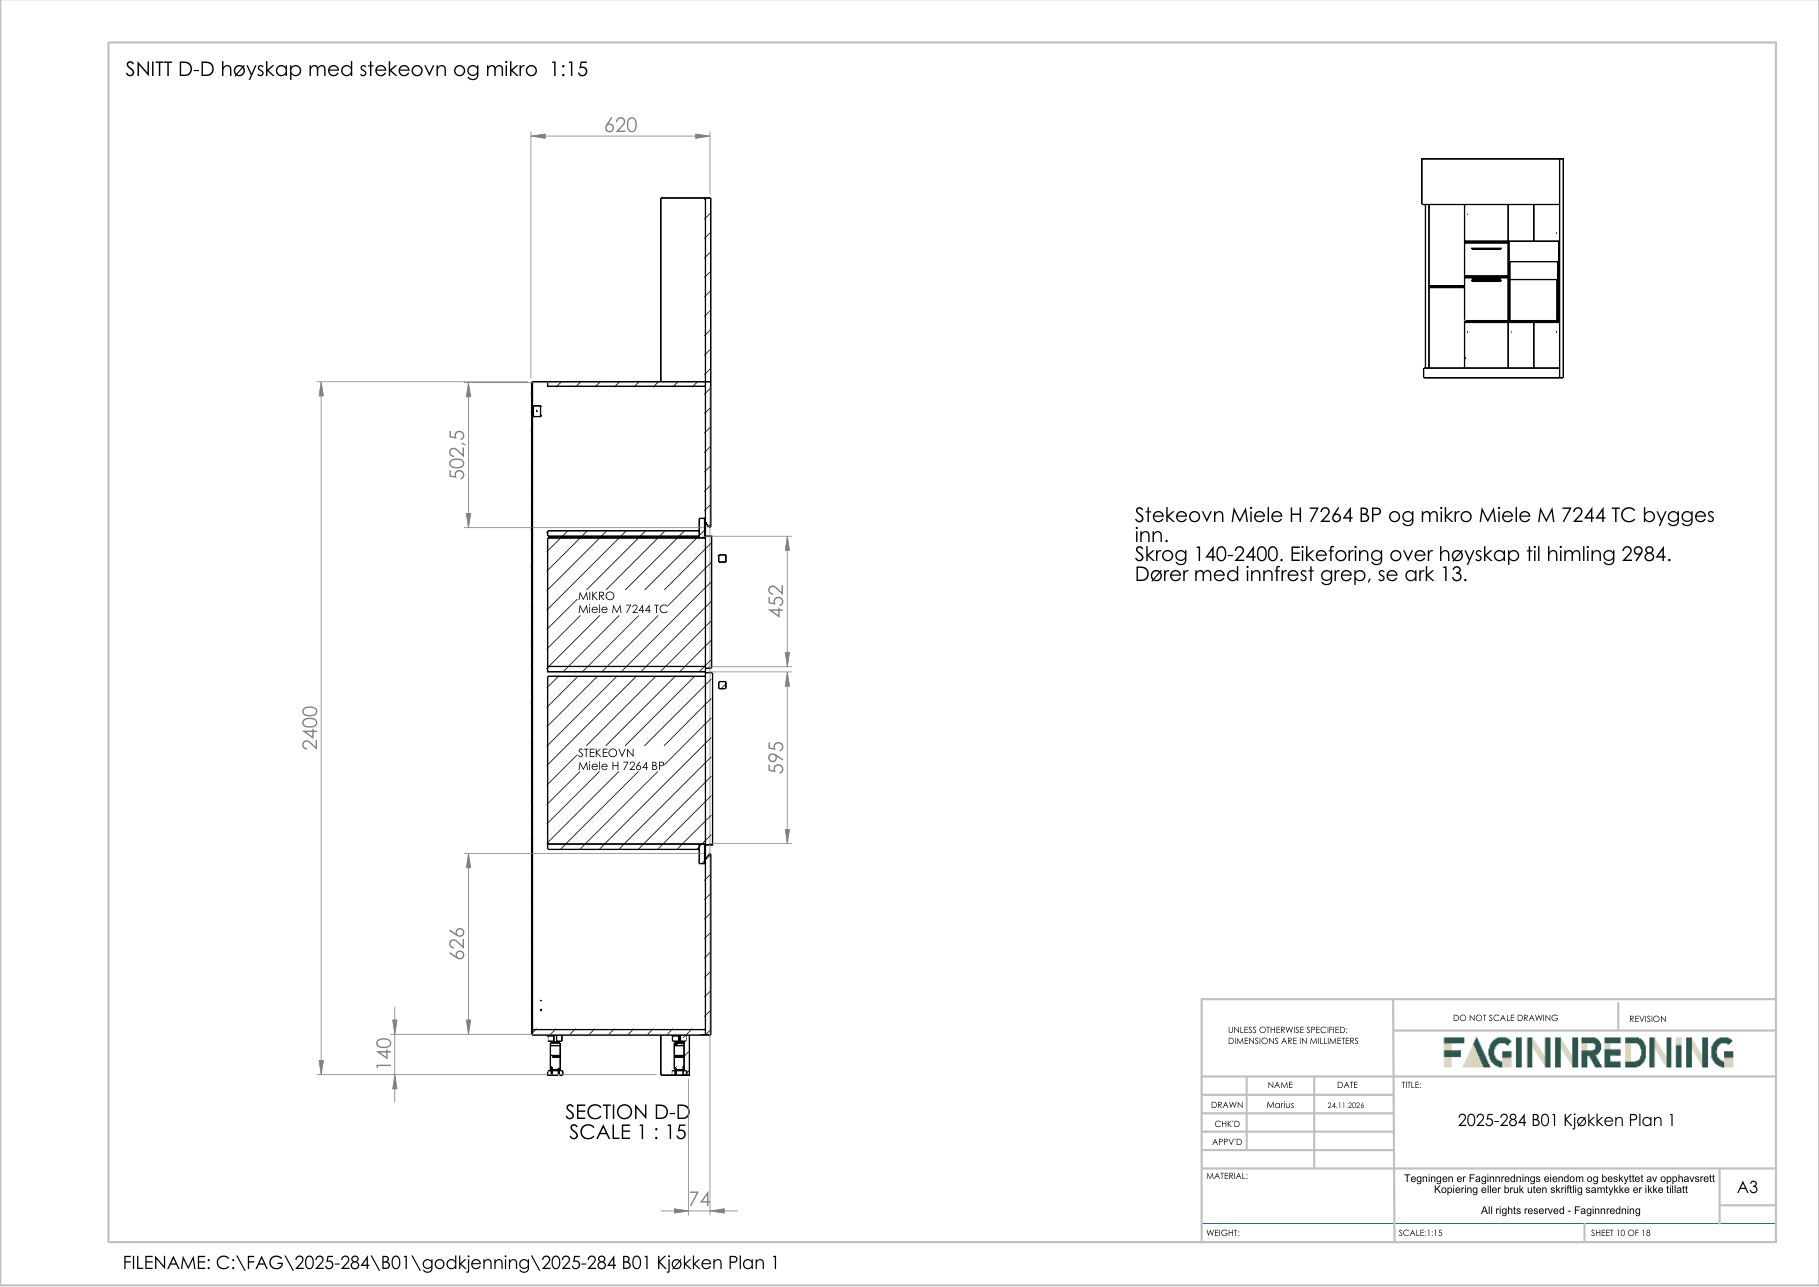 SNITT D-D høyskap med stekeovn og mikro 1:15
620
502,5
2400
626
140
452
595
74
MIKRO
Miele M 7244 TC
STEKEOVN
Miele H 7264 BP
SECTION D-D
SCALE 1 : 15
Stekeovn Miele H 7264 BP og mikro Miele M 7244 TC bygges
inn.
Skrog 140-2400. Eikeforing over høyskap til himling 2984.
Dører med innfrest grep, se ark 13.
UNLESS OTHERWISE SPECIFIED:
DIMENSIONS ARE IN MILLIMETERS
DO NOT SCALE DRAWING
REVISION
FAGINNREDNING
NAME
DATE
DRAWN
Marius
24.11.2026
CHK'D
APPV'D
TITLE:
2025-284 B01 Kjøkken Plan 1
MATERIAL:
Tegningen er Faginnrednings eiendom og beskyttet av opphavsrett
Kopiering eller bruk uten skriftlig samtykke er ikke tillatt
All rights reserved - Faginnredning
A3
WEIGHT:
SCALE:1:15
SHEET 10 OF 18
FILENAME: C:\FAG\2025-284\B01\godkjenning\2025-284 B01 Kjøkken Plan 1